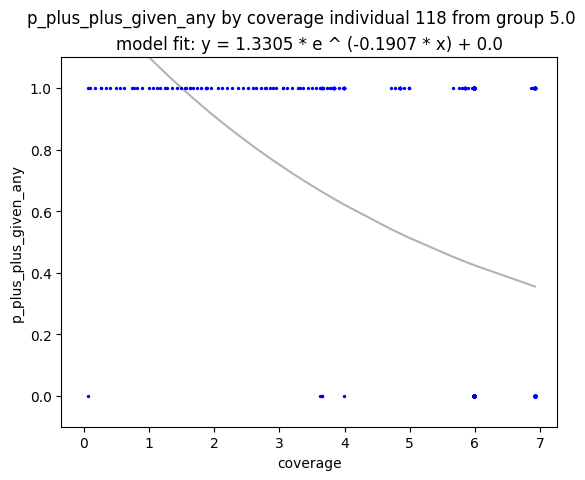 p_plus_plus_given_any by coverage individual 118 from group 5.0
model fit: y = 1.3305 * e ^ (-0.1907 * x) + 0.0
1.0
0.8
0.6
0.4
0.2
0.0
p_plus_plus_given_any
0 1 2 3 4 5 6 7
coverage